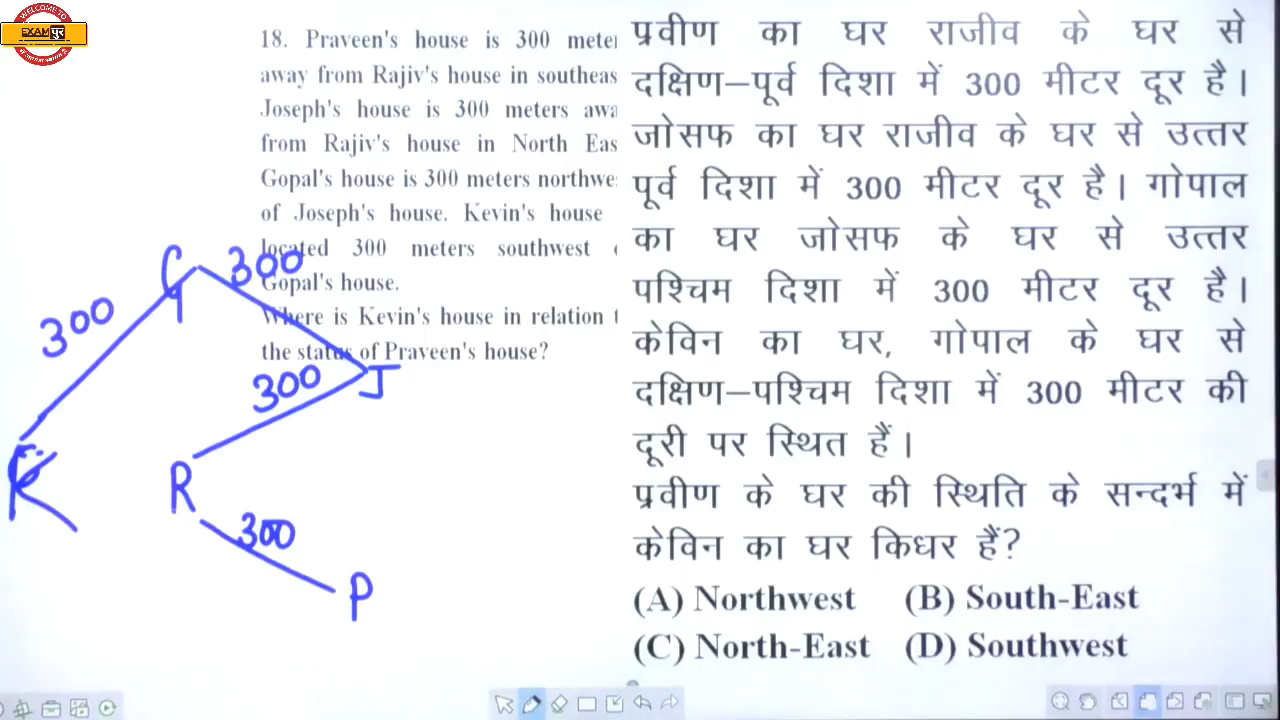 WELCOME TO
EXAM पुर
18. Praveen's house is 300 meter
away from Rajiv's house in southeas
Joseph's house is 300 meters awa
from Rajiv's house in North Eas
Gopal's house is 300 meters northwe
of Joseph's house. Kevin's house
located 300 meters southwest
Gopal's house.
Where is Kevin's house in relation t
the status of Praveen's house?
प्रवीण का घर राजीव के घर से
दक्षिण–पूर्व दिशा में 300 मीटर दूर है।
जोसफ का घर राजीव के घर से उत्तर
पूर्व दिशा में 300 मीटर दूर है। गोपाल
का घर जोसफ के घर से उत्तर
पश्चिम दिशा में 300 मीटर दूर है।
केविन का घर, गोपाल के घर से
दक्षिण–पश्चिम दिशा में 300 मीटर की
दूरी पर स्थित हैं।
प्रवीण के घर की स्थिति के सन्दर्भ में
केविन का घर किधर हैं?
(A) Northwest (B) South-East
(C) North-East (D) Southwest
G 300
300
300 J
K
R
300
P